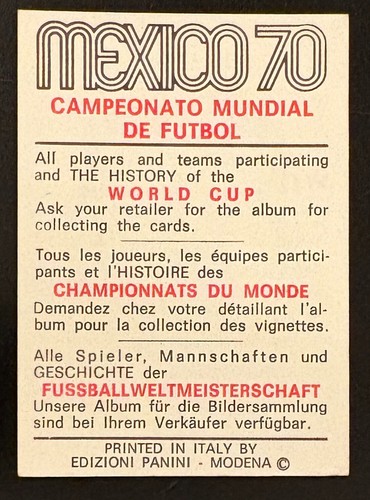 MEXICO 70
CAMPEONATO MUNDIAL
DE FUTBOL
All players and teams participating
and THE HISTORY of the
WORLD CUP
Ask your retailer for the album for
collecting the cards.
Tous les joueurs, les équipes partici-
pants et l'HISTOIRE des
CHAMPIONNATS DU MONDE
Demandez chez votre détaillant l'al-
bum pour la collection des vignettes.
Alle Spieler, Mannschaften und
GESCHICHTE der
FUSSBALLWELTMEISTERSCHAFT
Unsere Album für die Bildersammlung
sind bei Ihrem Verkäufer verfügbar.
PRINTED IN ITALY BY
EDIZIONI PANINI - MODENA ©